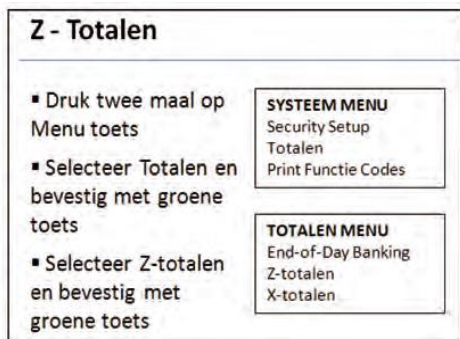 Z - Totalen
▪ Druk twee maal op
Menu toets
▪ Selecteer Totalen en
bevestig met groene
toets
▪ Selecteer Z-totalen
en bevestig met
groene toets
SYSTEEM MENU
Security Setup
Totalen
Print Functie Codes
TOTALEN MENU
End-of-Day Banking
Z-totalen
X-totalen